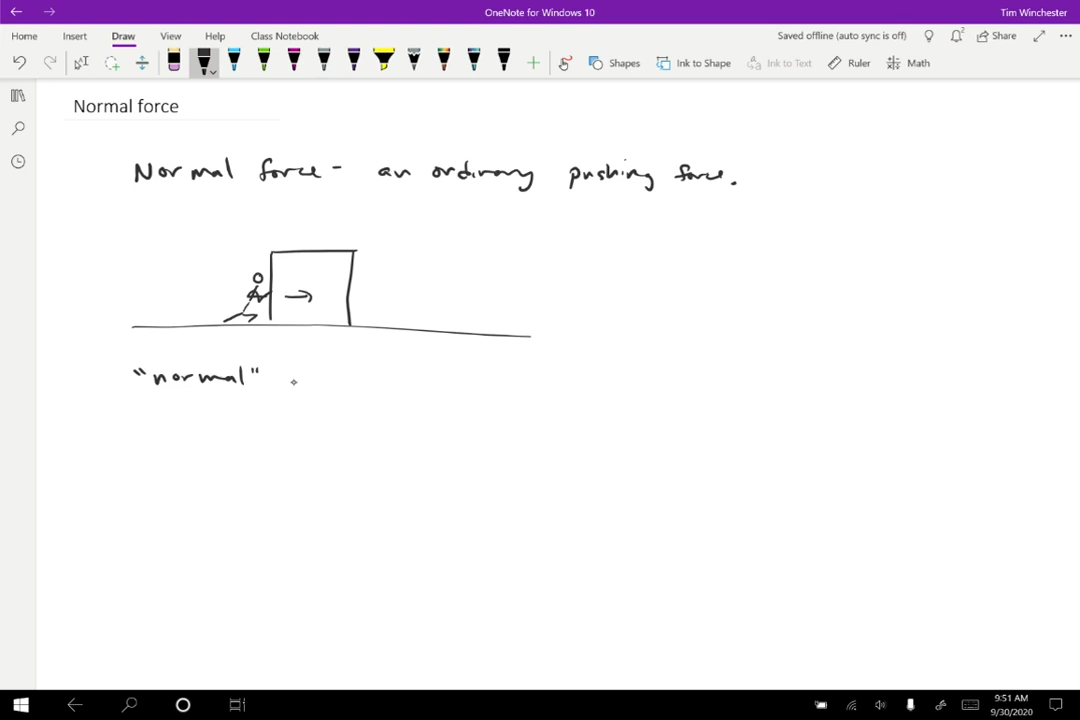 OneNote for Windows 10
Tim Winchester
Home Insert Draw View Help Class Notebook
Saved offline (auto sync is off) Share
Shapes Ink to Shape Ink to Text Ruler Math
Normal force
Normal force - an ordinary pushing force.
"normal"
9:51 AM
9/30/2020